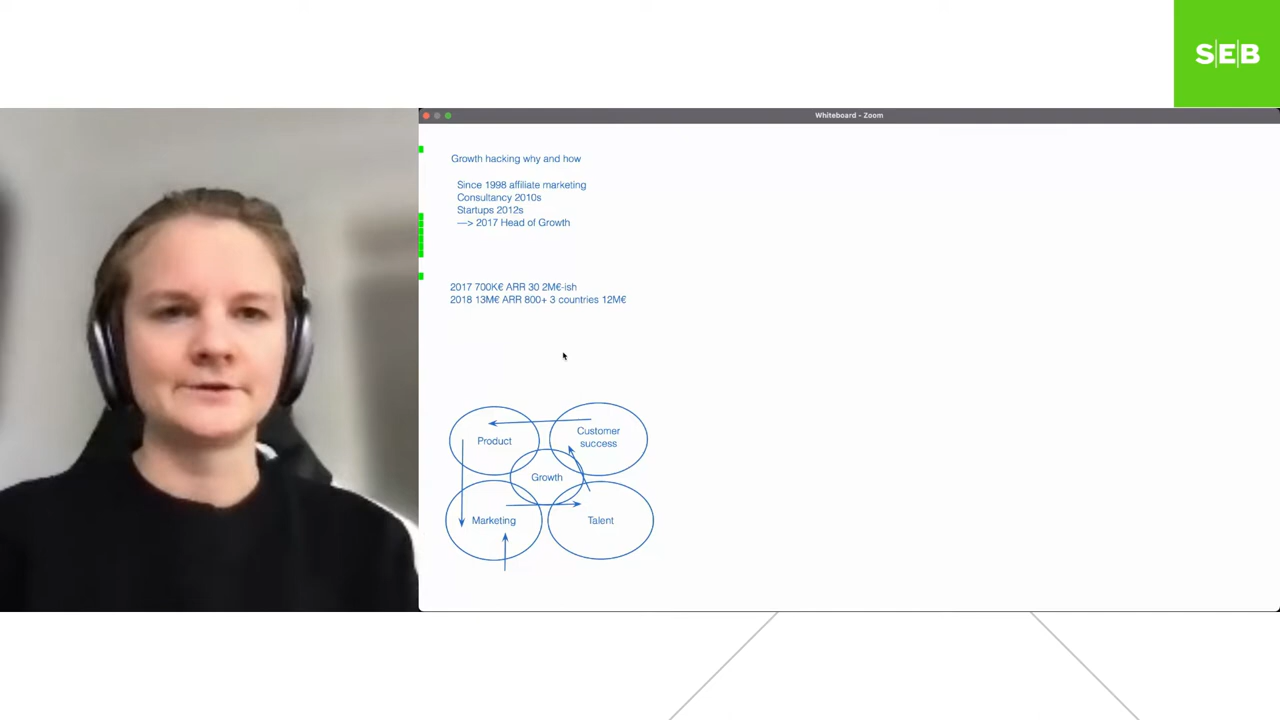 S|E|B
Whiteboard - Zoom
Growth hacking why and how
Since 1998 affiliate marketing
Consultancy 2010s
Startups 2012s
—> 2017 Head of Growth
2017 700K€ ARR 30 2M€-ish
2018 13M€ ARR 800+ 3 countries 12M€
Product
Customer
success
Growth
Marketing
Talent